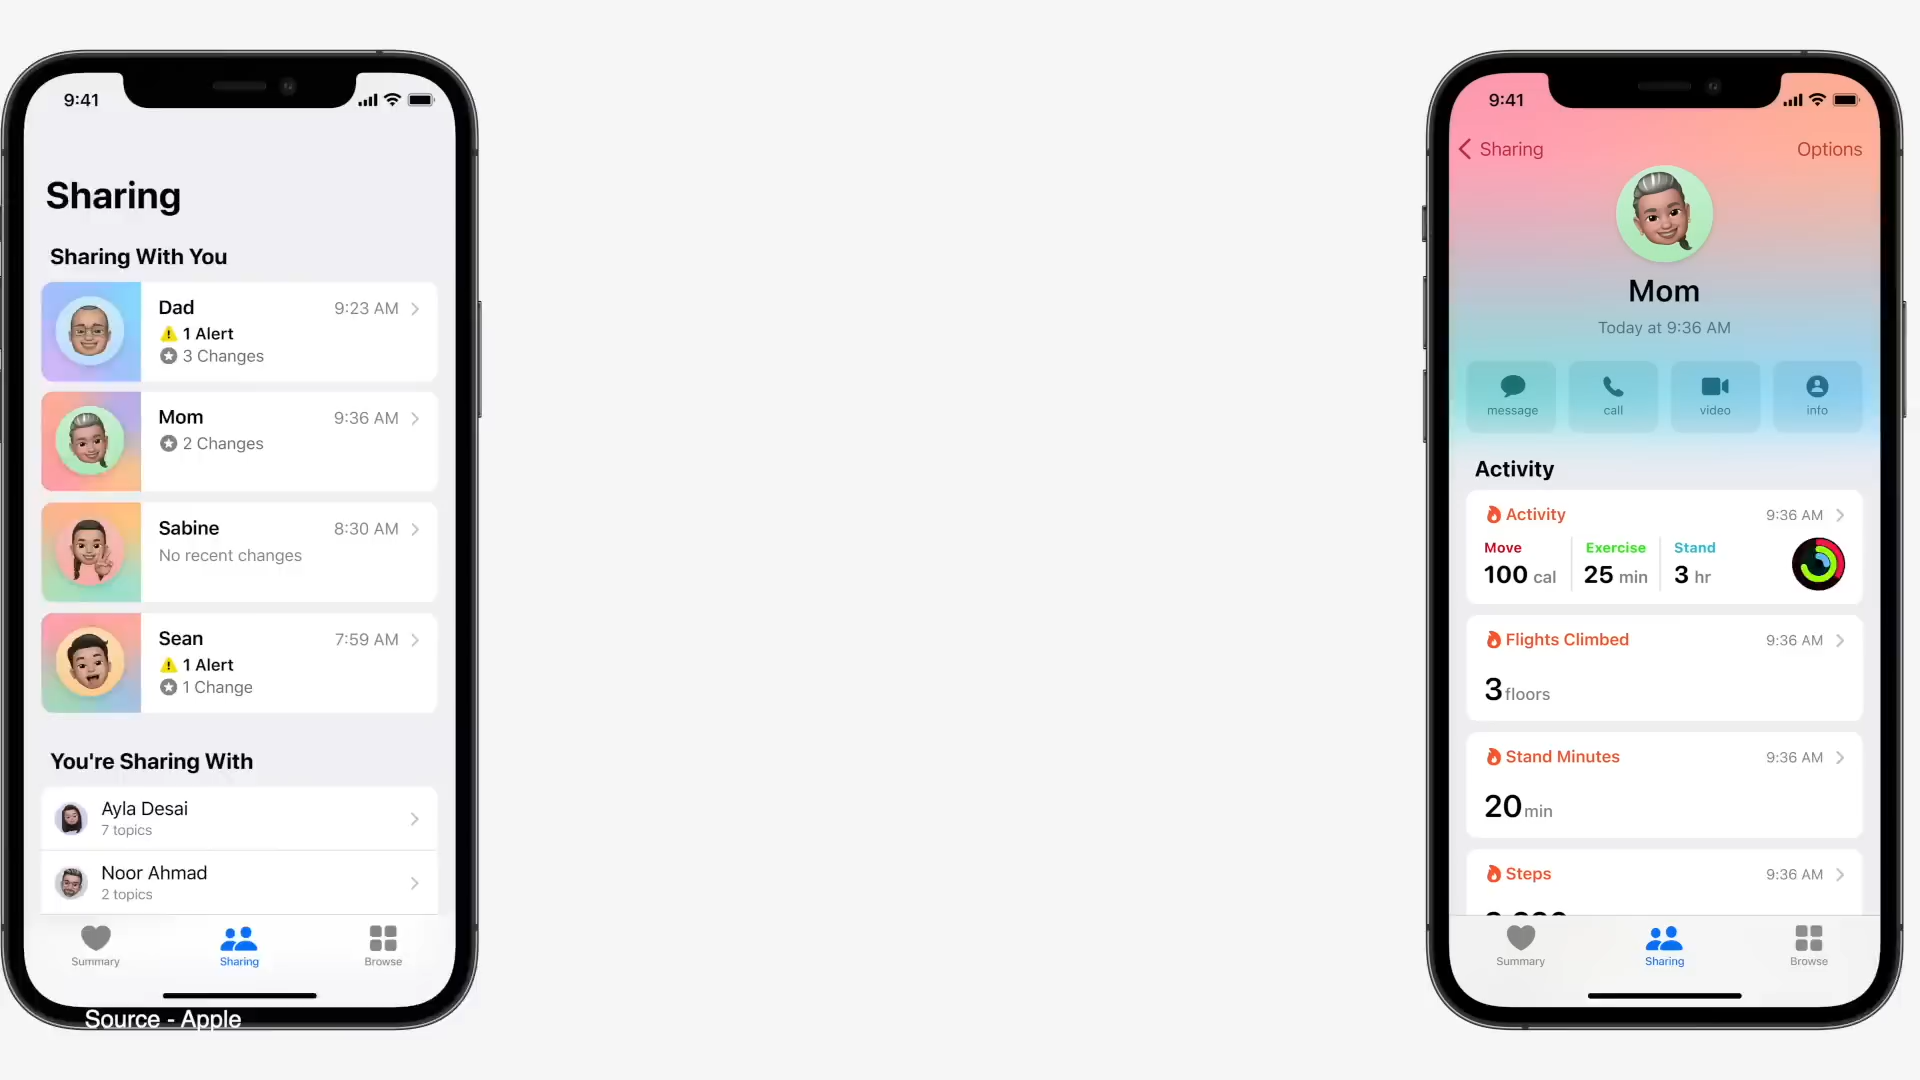 9:41
Sharing
Sharing With You
Dad 9:23 AM
1 Alert
3 Changes
Mom 9:36 AM
2 Changes
Sabine 8:30 AM
No recent changes
Sean 7:59 AM
1 Alert
1 Change
You're Sharing With
Ayla Desai
7 topics
Noor Ahmad
2 topics
Summary Sharing Browse
Source - Apple
9:41
Sharing Options
Mom
Today at 9:36 AM
message call video info
Activity
Activity 9:36 AM
Move Exercise Stand
100 cal 25 min 3 hr
Flights Climbed 9:36 AM
3 floors
Stand Minutes 9:36 AM
20 min
Steps 9:36 AM
Summary Sharing Browse